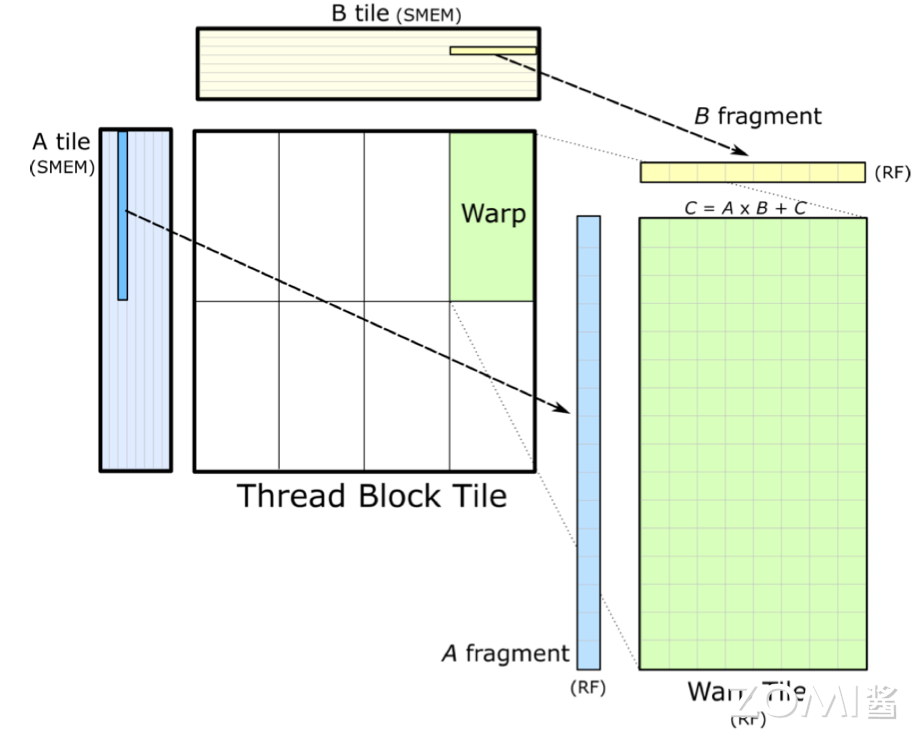 B tile (SMEM)
B fragment
A tile
(SMEM)
(RF)
C = A x B + C
Warp
Thread Block Tile
A fragment
(RF)
Warp Tile
(RF)
ZOMI酱